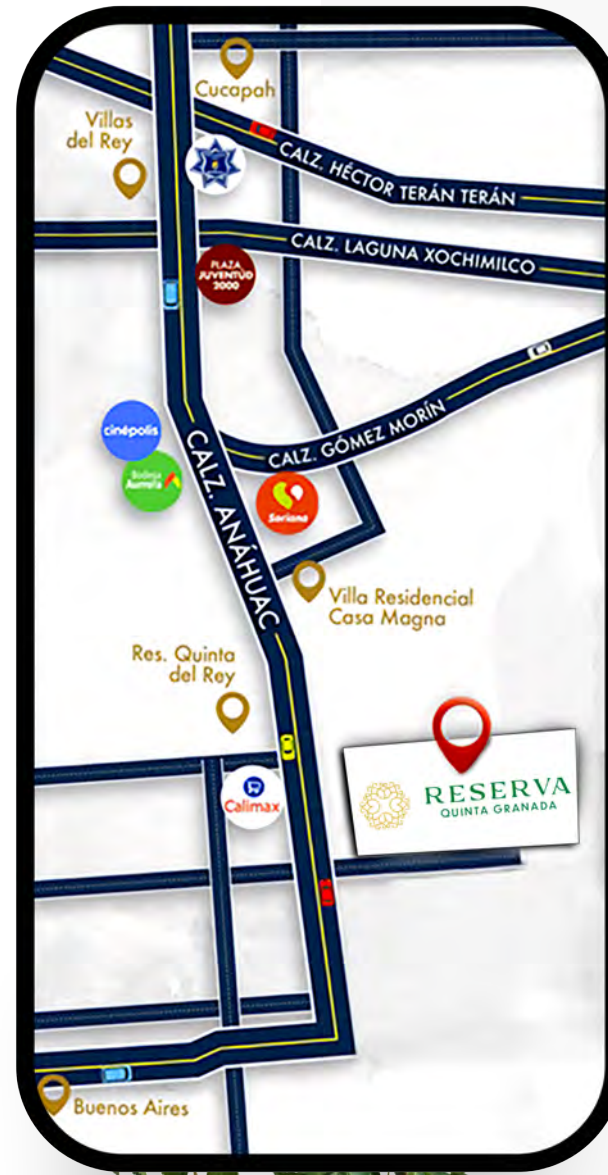 Cucapah
Villas
del Rey
CALZ. HÉCTOR TERÁN TERÁN
CALZ. LAGUNA XOCHIMILCO
PLAZA
JUVENTUD
2000
CALZ. GÓMEZ MORÍN
cinépolis
Bodega
Aurrera
CALZ. ANÁHUAC
Soriana
Villa Residencial
Casa Magna
Res. Quinta
del Rey
RESERVA
QUINTA GRANADA
Calimax
Buenos Aires